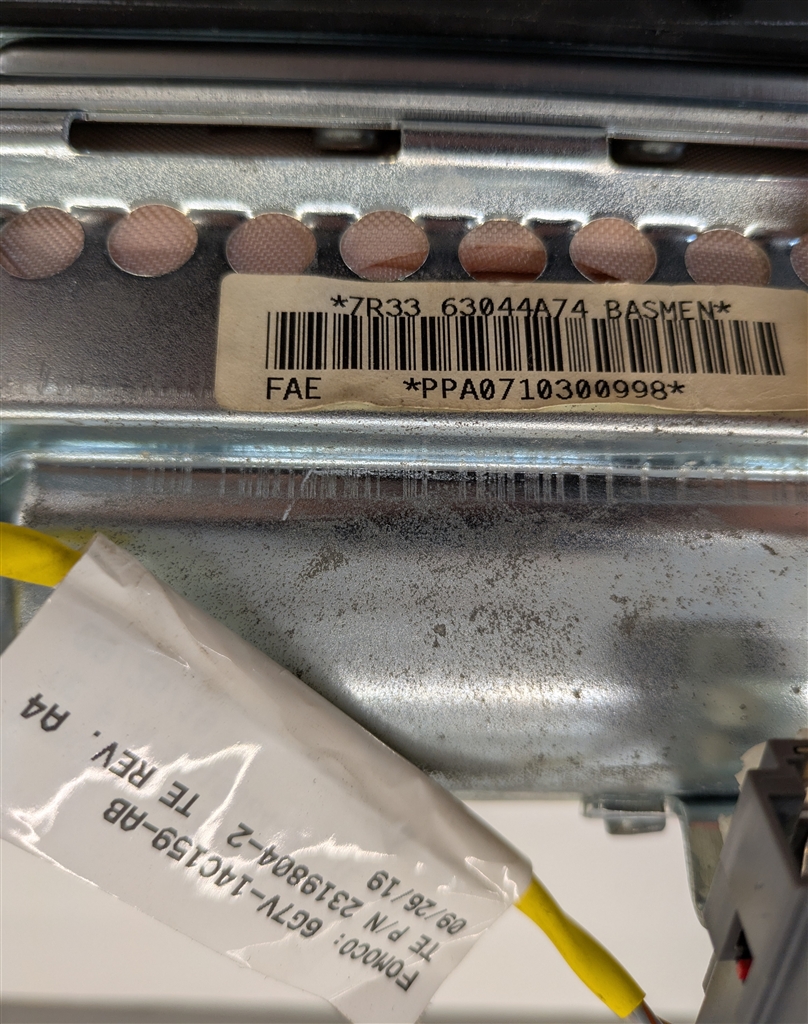 *7R33 63044A74 BASMEN*
FAE *PPA0710300998*
FOMOCO: 6G7V-14C159-AB
TE P/N 2319804-2 TE REV. A4
09/26/19